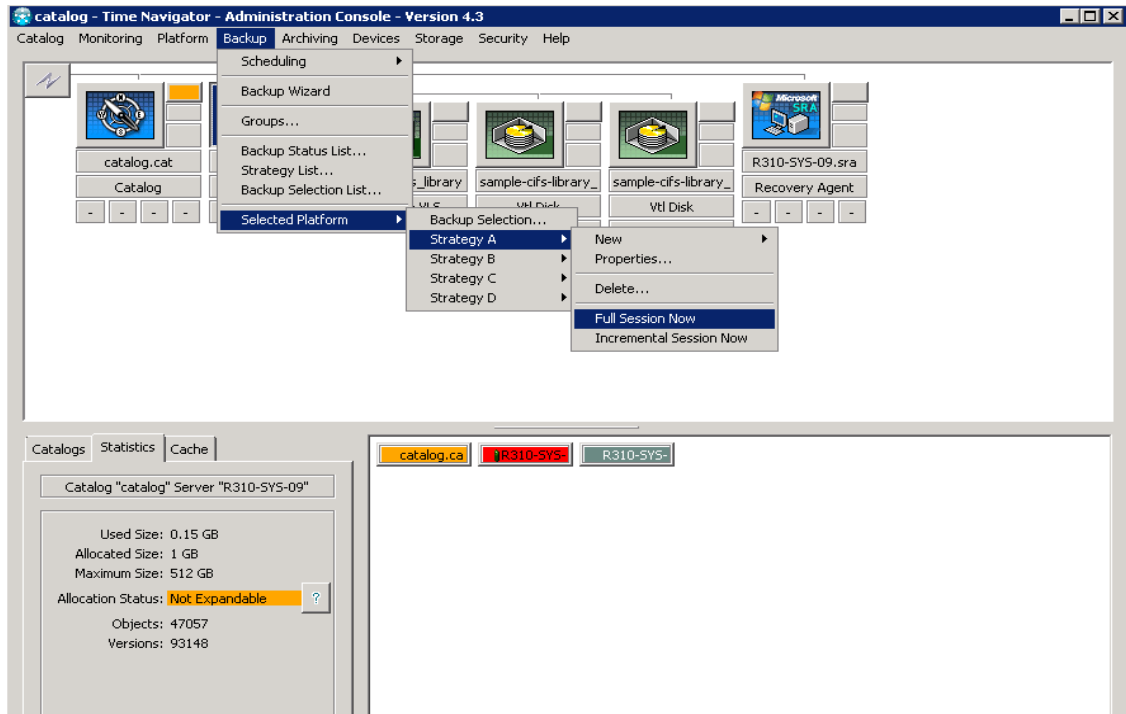 catalog - Time Navigator - Administration Console - Version 4.3
Catalog Monitoring Platform Backup Archiving Devices Storage Security Help
Scheduling
Backup Wizard
Groups...
Backup Status List...
Strategy List...
Backup Selection List...
Selected Platform
Backup Selection...
Strategy A
Strategy B
Strategy C
Strategy D
New
Properties...
Delete...
Full Session Now
Incremental Session Now
Microsoft
SRA
catalog.cat
_library
sample-cifs-library_
sample-cifs-library_
R310-SYS-09.sra
Catalog
Vtl Disk
Vtl Disk
Recovery Agent
- - - -
- - - -
Catalogs Statistics Cache
Catalog "catalog" Server "R310-SYS-09"
Used Size: 0.15 GB
Allocated Size: 1 GB
Maximum Size: 512 GB
Allocation Status: Not Expandable ?
Objects: 47057
Versions: 93148
catalog.ca R310-SYS- R310-SYS-